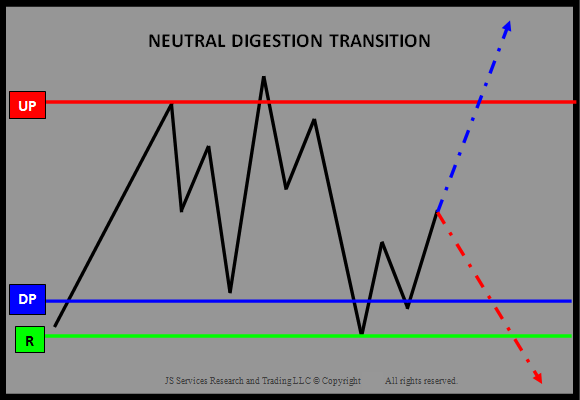 NEUTRAL DIGESTION TRANSITION
UP
DP
R
JS Services Research and Trading LLC © Copyright All rights reserved.